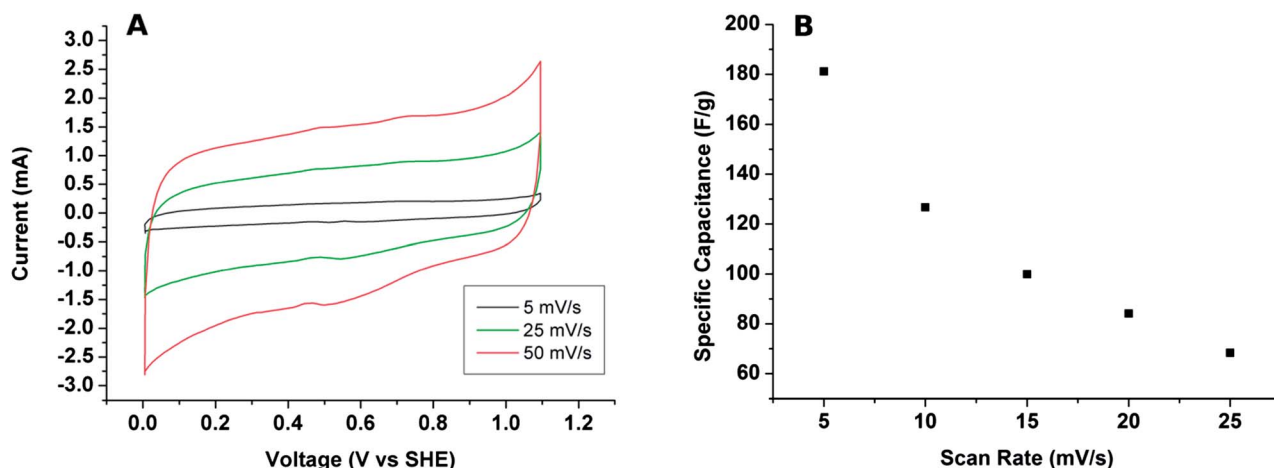 A
Current (mA)
3.0
2.5
2.0
1.5
1.0
0.5
0.0
-0.5
-1.0
-1.5
-2.0
-2.5
-3.0
5 mV/s
25 mV/s
50 mV/s
0.0 0.2 0.4 0.6 0.8 1.0 1.2
Voltage (V vs SHE)
B
Specific Capacitance (F/g)
200
180
160
140
120
100
80
60
5 10 15 20 25
Scan Rate (mV/s)